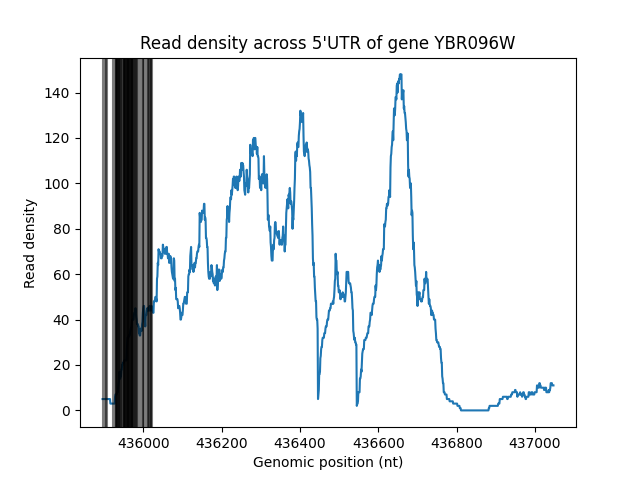 Read density across 5'UTR of gene YBR096W
Read density
140
120
100
80
60
40
20
0
436000 436200 436400 436600 436800 437000
Genomic position (nt)